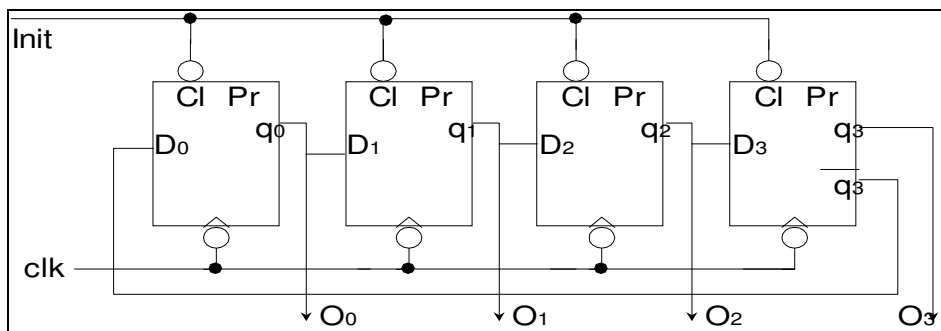 Init
Cl Pr Cl Pr Cl Pr Cl Pr
q0 q1 q2 q3
D0 D1 D2 D3
q3
clk
O0 O1 O2 O3